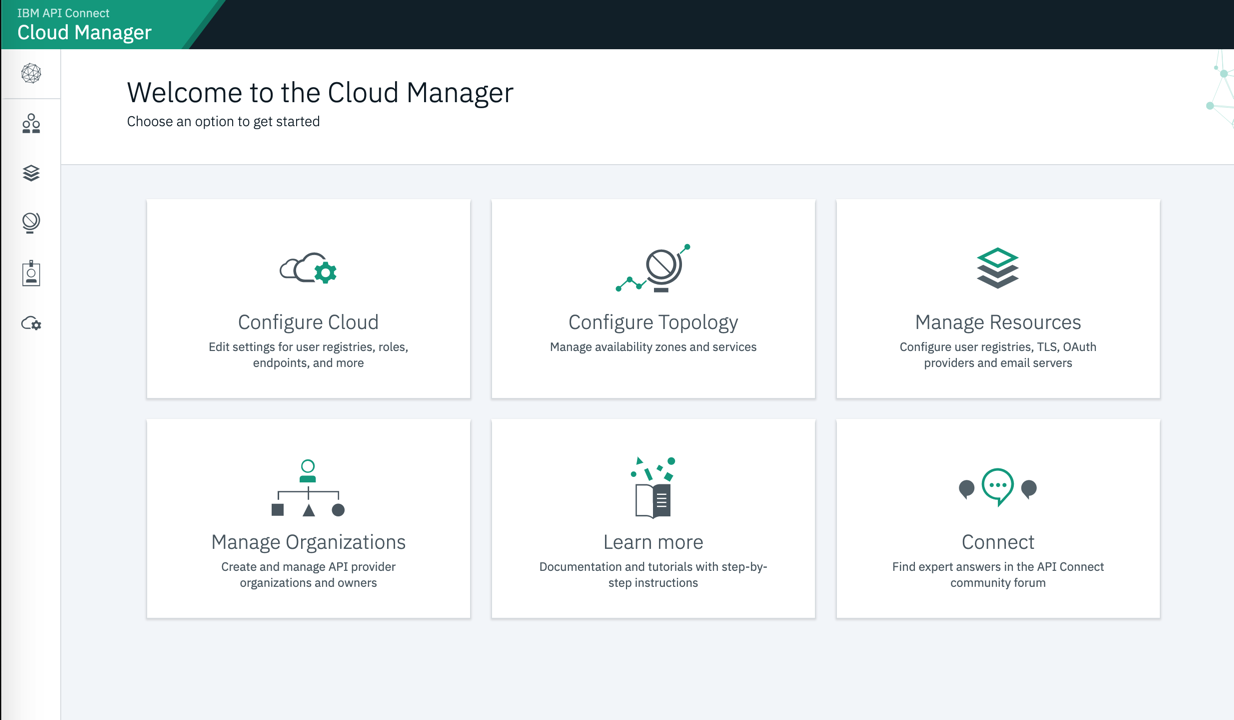 IBM API Connect
Cloud Manager
Welcome to the Cloud Manager
Choose an option to get started
Configure Cloud
Edit settings for user registries, roles,
endpoints, and more
Configure Topology
Manage availability zones and services
Manage Resources
Configure user registries, TLS, OAuth
providers and email servers
Manage Organizations
Create and manage API provider
organizations and owners
Learn more
Documentation and tutorials with step-by-
step instructions
Connect
Find expert answers in the API Connect
community forum